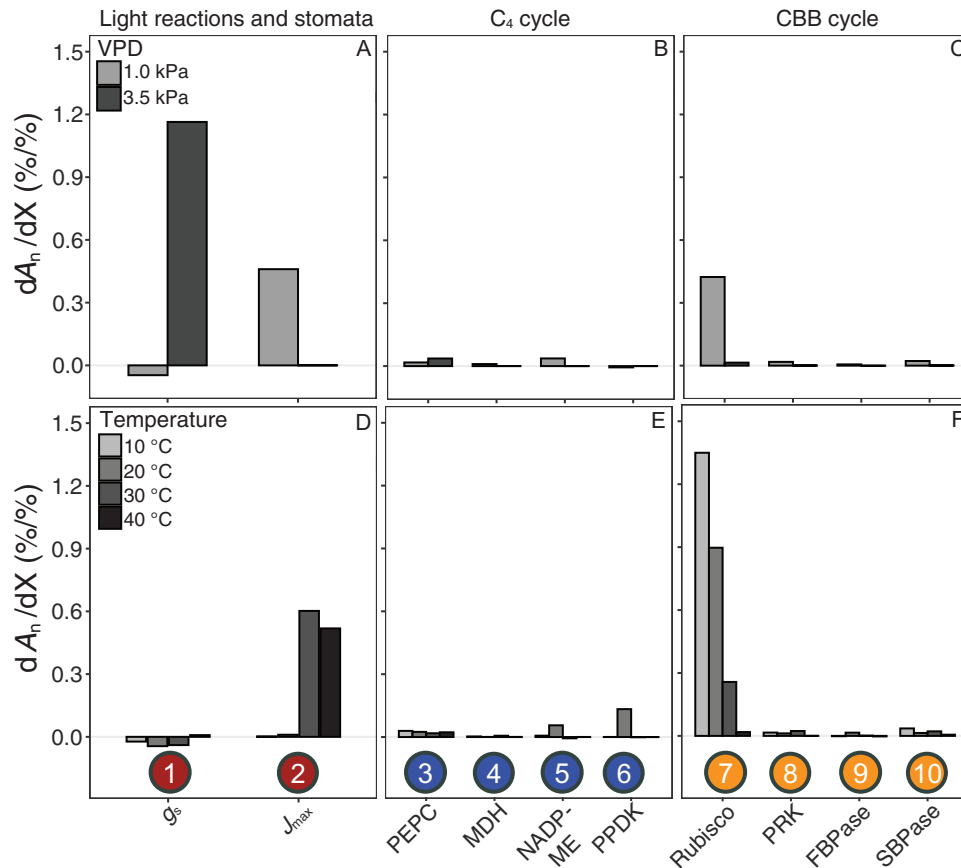 Light reactions and stomata
C₄ cycle
CBB cycle
dAₙ/dX (%/%)
1.5
1.2
0.9
0.6
0.3
0.0
VPD
1.0 kPa
3.5 kPa
A
B
C
d Aₙ/dX (%/%)
1.5
1.2
0.9
0.6
0.3
0.0
Temperature
10 °C
20 °C
30 °C
40 °C
D
E
F
1
2
3
4
5
6
7
8
9
10
gₛ
Jmax
PEPC
MDH
NADP-
ME
PPDK
Rubisco
PRK
FBPase
SBPase